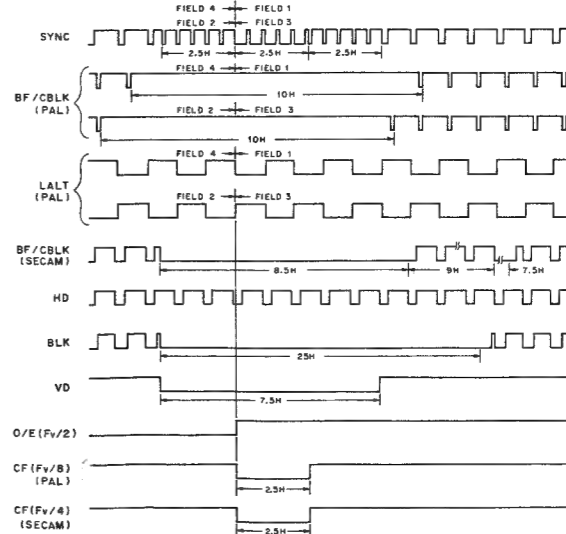 FIELD 4 FIELD 1
FIELD 2 FIELD 3
SYNC
2.5H 2.5H 2.5H
FIELD 4 FIELD 1
10H
BF/CBLK
(PAL)
FIELD 2 FIELD 3
10H
FIELD 4 FIELD 1
LALT
(PAL)
FIELD 2 FIELD 3
BF/CBLK
(SECAM)
8.5H 9H 7.5H
HD
BLK
25H
VD
7.5H
O/E(Fv/2)
CF(Fv/8)
(PAL)
2.5H
CF(Fv/4)
(SECAM)
2.5H